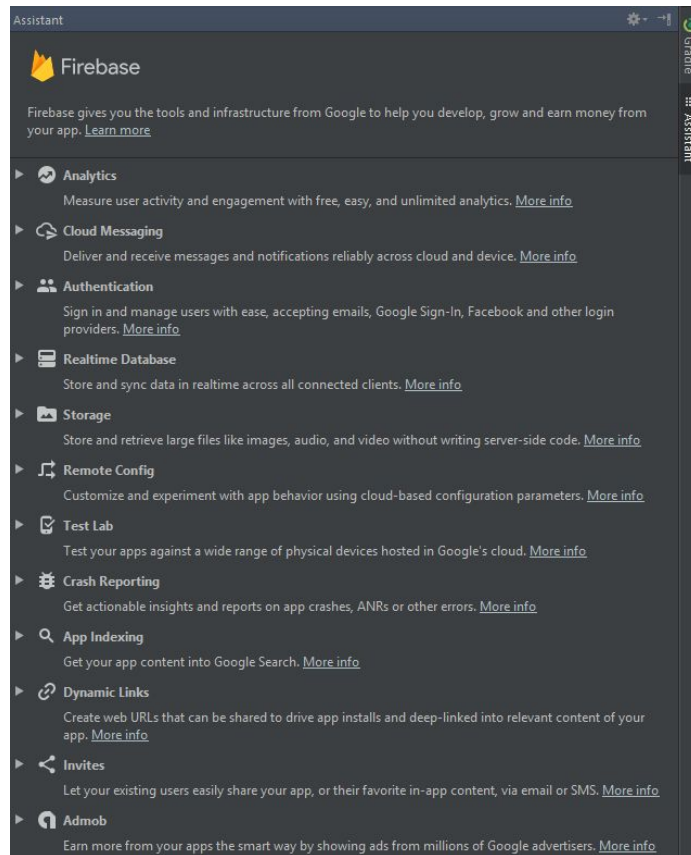 Assistant
Firebase
Firebase gives you the tools and infrastructure from Google to help you develop, grow and earn money from
your app. Learn more
Analytics
Measure user activity and engagement with free, easy, and unlimited analytics. More info
Cloud Messaging
Deliver and receive messages and notifications reliably across cloud and device. More info
Authentication
Sign in and manage users with ease, accepting emails, Google Sign-In, Facebook and other login
providers. More info
Realtime Database
Store and sync data in realtime across all connected clients. More info
Storage
Store and retrieve large files like images, audio, and video without writing server-side code. More info
Remote Config
Customize and experiment with app behavior using cloud-based configuration parameters. More info
Test Lab
Test your apps against a wide range of physical devices hosted in Google's cloud. More info
Crash Reporting
Get actionable insights and reports on app crashes, ANRs or other errors. More info
App Indexing
Get your app content into Google Search. More info
Dynamic Links
Create web URLs that can be shared to drive app installs and deep-linked into relevant content of your
app. More info
Invites
Let your existing users easily share your app, or their favorite in-app content, via email or SMS. More info
Admob
Earn more from your apps the smart way by showing ads from millions of Google advertisers. More info
Gradle
Assistant